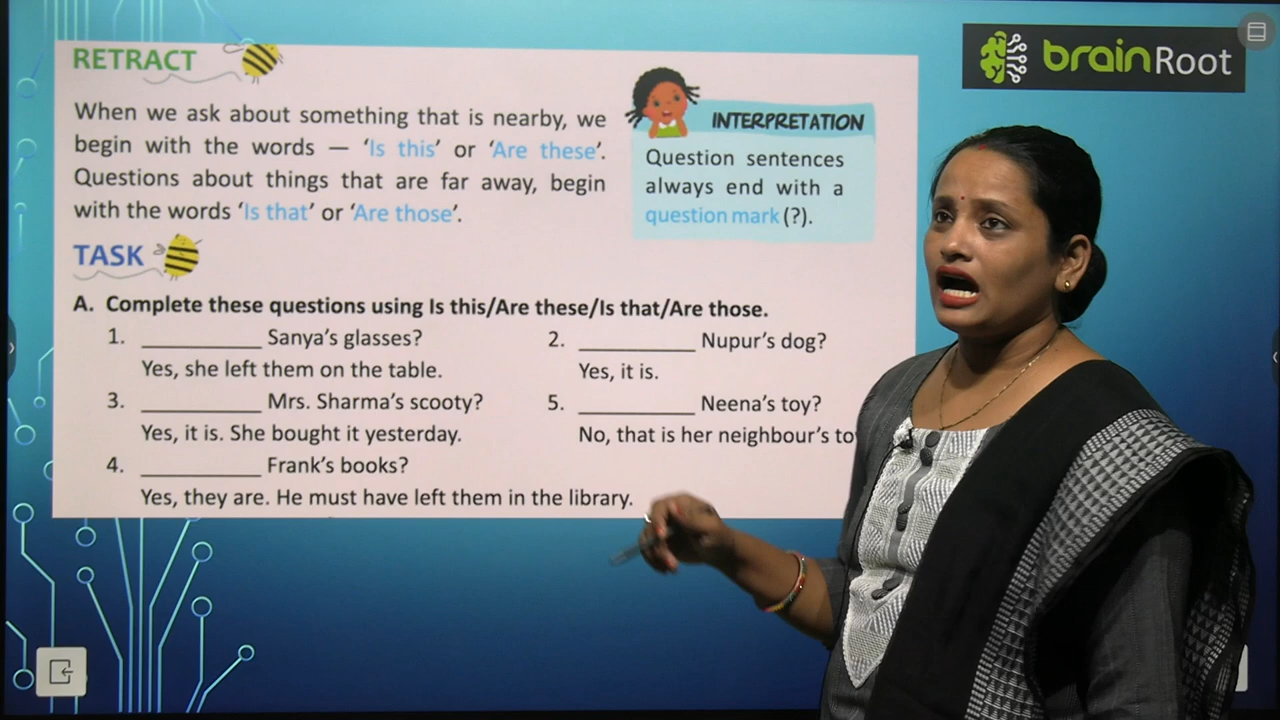 RETRACT
When we ask about something that is nearby, we
begin with the words — 'Is this' or 'Are these'.
Questions about things that are far away, begin
with the words 'Is that' or 'Are those'.
INTERPRETATION
Question sentences
always end with a
question mark (?).
TASK
A. Complete these questions using Is this/Are these/Is that/Are those.
1. __________ Sanya's glasses?
Yes, she left them on the table.
2. __________ Nupur's dog?
Yes, it is.
3. __________ Mrs. Sharma's scooty?
Yes, it is. She bought it yesterday.
5. __________ Neena's toy?
No, that is her neighbour's
4. __________ Frank's books?
Yes, they are. He must have left them in the library.
brainRoot